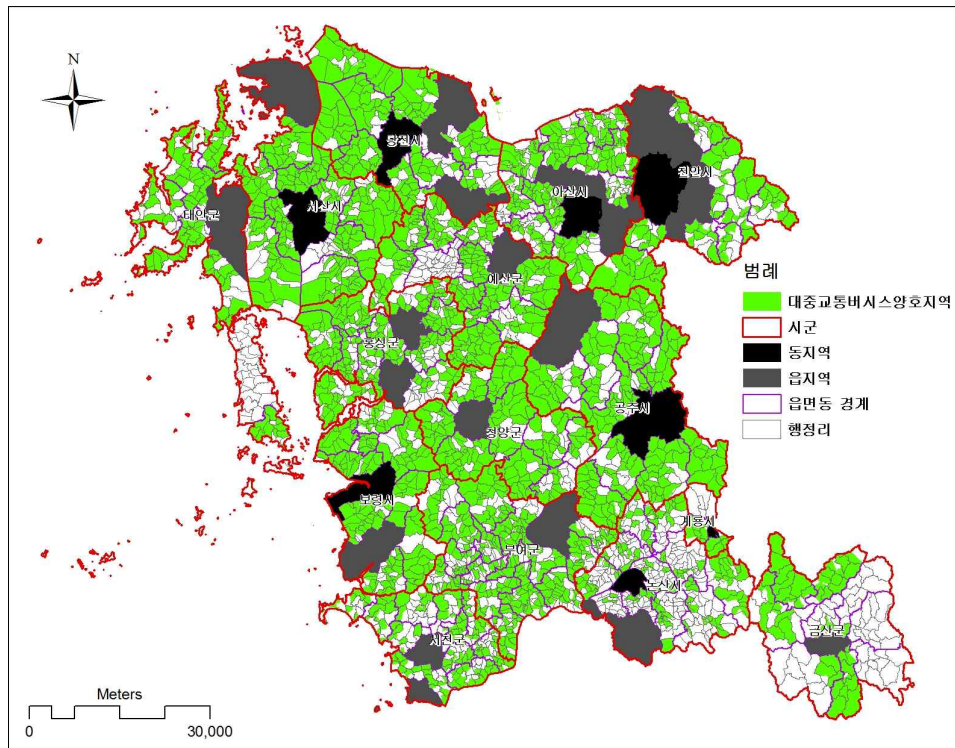 N
당진시
천안시
아산시
서산시
태안군
예산군
홍성군
공주시
청양군
보령시
계룡시
부여군
논산시
서천군
금산군
범례
대중교통버시스양호지역
시군
동지역
읍지역
읍면동 경계
행정리
Meters
0 30,000